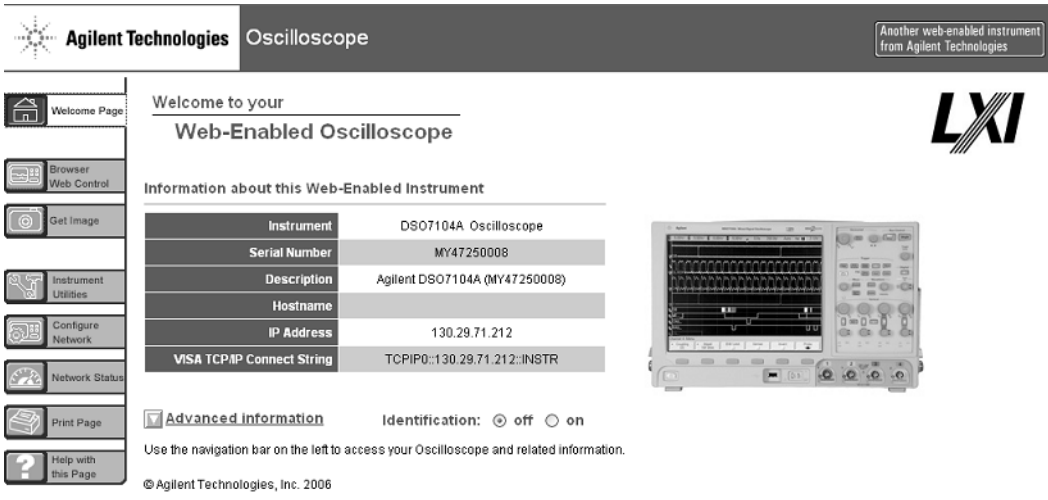 Agilent Technologies
Oscilloscope
Another web-enabled instrument
from Agilent Technologies
Welcome Page
Browser
Web Control
Get Image
Instrument
Utilities
Configure
Network
Network Status
Print Page
Help with
this Page
Welcome to your
Web-Enabled Oscilloscope
LXI
Information about this Web-Enabled Instrument
Instrument DSO7104A Oscilloscope
Serial Number MY47250008
Description Agilent DSO7104A (MY47250008)
Hostname
IP Address 130.29.71.212
VISA TCP/IP Connect String TCPIP0::130.29.71.212::INSTR
Advanced information
Identification: off on
Use the navigation bar on the left to access your Oscilloscope and related information.
© Agilent Technologies, Inc. 2006